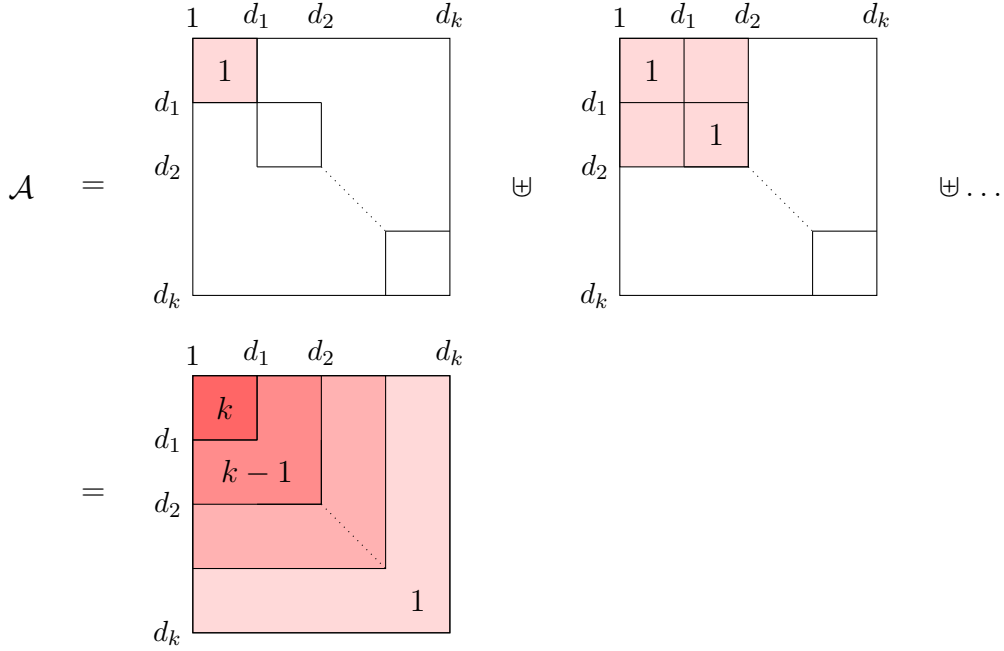 1 d₁ d₂ dₖ 1 d₁ d₂ dₖ
1 1
d₁ d₁
1
𝒜 = d₂ ⊎ d₂ ⊎ …
dₖ dₖ
1 d₁ d₂ dₖ
k
d₁
k − 1
= d₂
1
dₖ